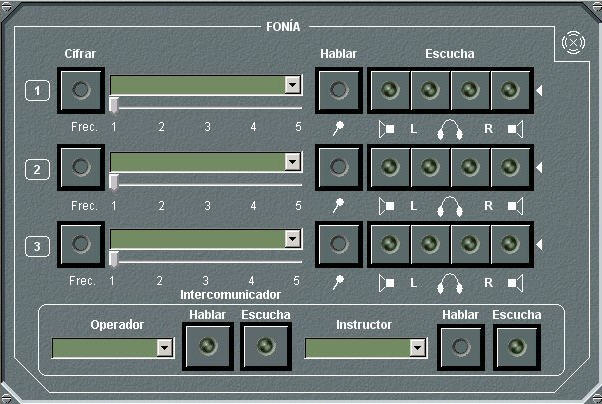 FONÍA
Cifrar Hablar Escucha
1
Frec. 1 2 3 4 5 L R
2
Frec. 1 2 3 4 5 L R
3
Frec. 1 2 3 4 5 L R
Intercomunicador
Operador Hablar Escucha Instructor Hablar Escucha